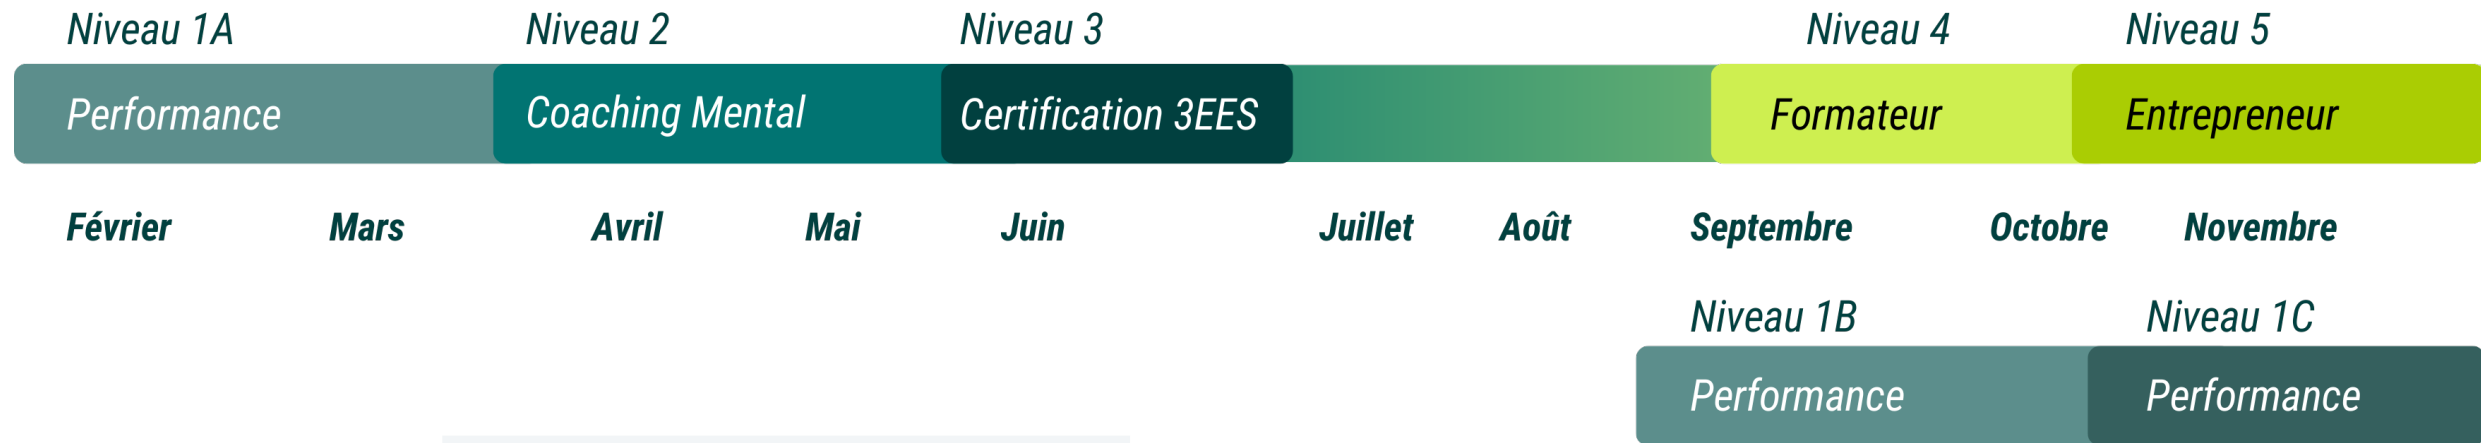 Niveau 1A Niveau 2 Niveau 3 Niveau 4 Niveau 5
Performance Coaching Mental Certification 3EES Formateur Entrepreneur
Février Mars Avril Mai Juin Juillet Août Septembre Octobre Novembre
Niveau 1B Niveau 1C
Performance Performance